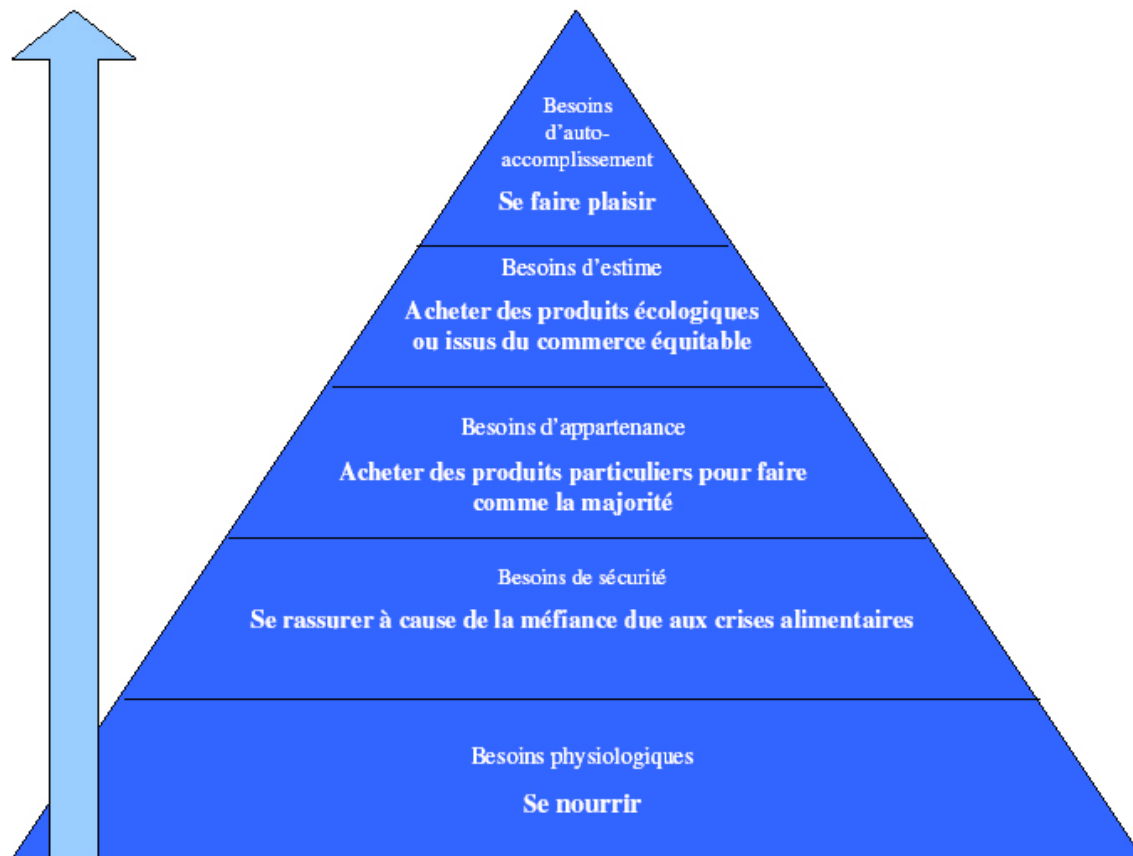 Besoins
d'auto-
accomplissement
Se faire plaisir
Besoins d'estime
Acheter des produits écologiques
ou issus du commerce équitable
Besoins d'appartenance
Acheter des produits particuliers pour faire
comme la majorité
Besoins de sécurité
Se rassurer à cause de la méfiance due aux crises alimentaires
Besoins physiologiques
Se nourrir